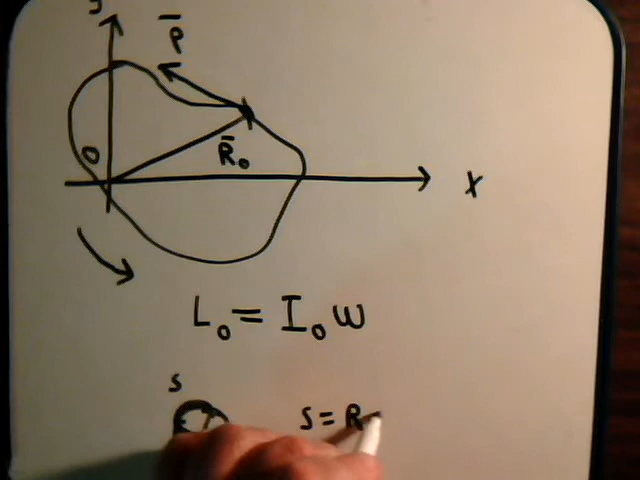 y
P̄
O
R̄₀
X
L₀ = I₀ω
S
S = R